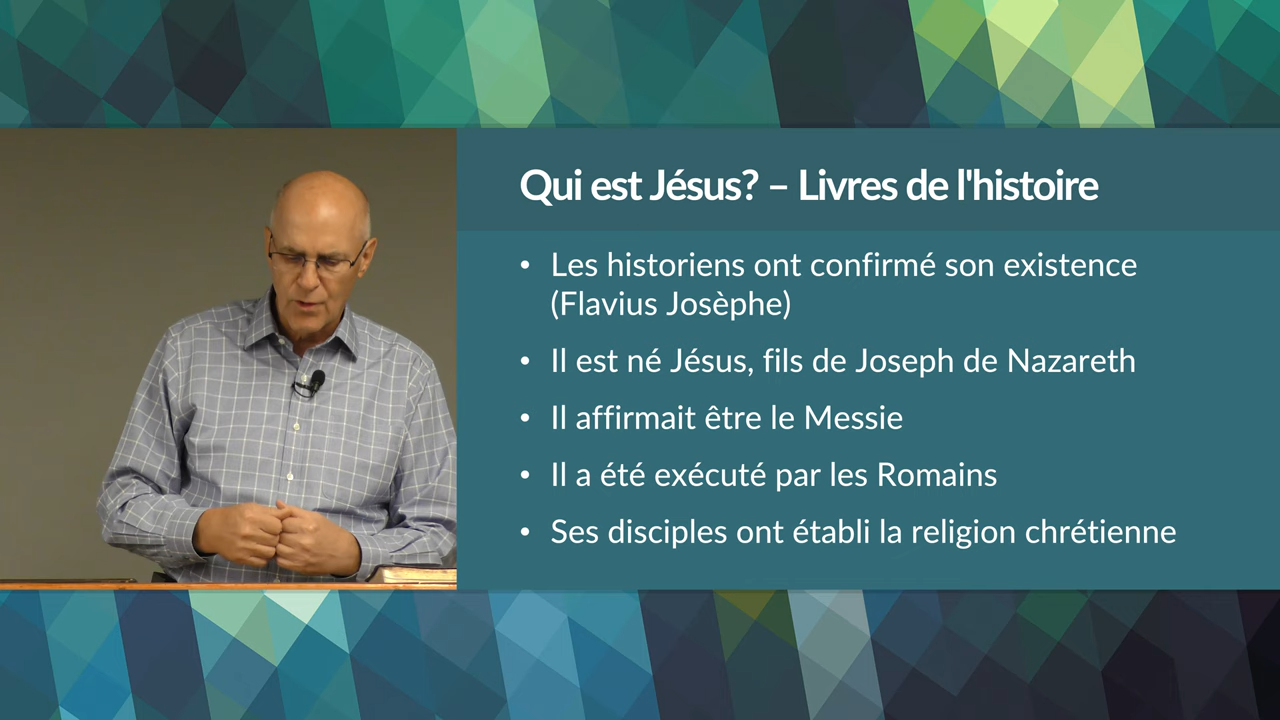 Qui est Jésus? – Livres de l'histoire
• Les historiens ont confirmé son existence
(Flavius Josèphe)
• Il est né Jésus, fils de Joseph de Nazareth
• Il affirmait être le Messie
• Il a été exécuté par les Romains
• Ses disciples ont établi la religion chrétienne